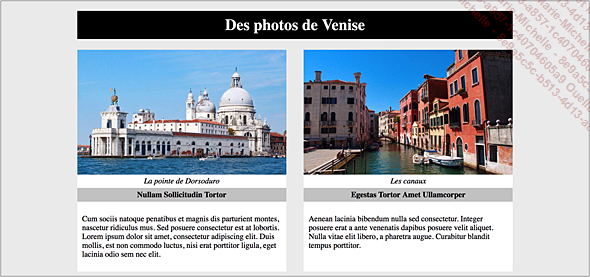 Des photos de Venise
La pointe de Dorsoduro
Nullam Sollicitudin Tortor
Cum sociis natoque penatibus et magnis dis parturient montes,
nascetur ridiculus mus. Sed posuere consectetur est at lobortis.
Lorem ipsum dolor sit amet, consectetur adipiscing elit. Duis
mollis, est non commodo luctus, nisi erat porttitor ligula, eget
lacinia odio sem nec elit.
Les canaux
Egestas Tortor Amet Ullamcorper
Aenean lacinia bibendum nulla sed consectetur. Integer
posuere erat a ante venenatis dapibus posuere velit aliquet.
Nulla vitae elit libero, a pharetra augue. Curabitur blandit
tempus porttitor.